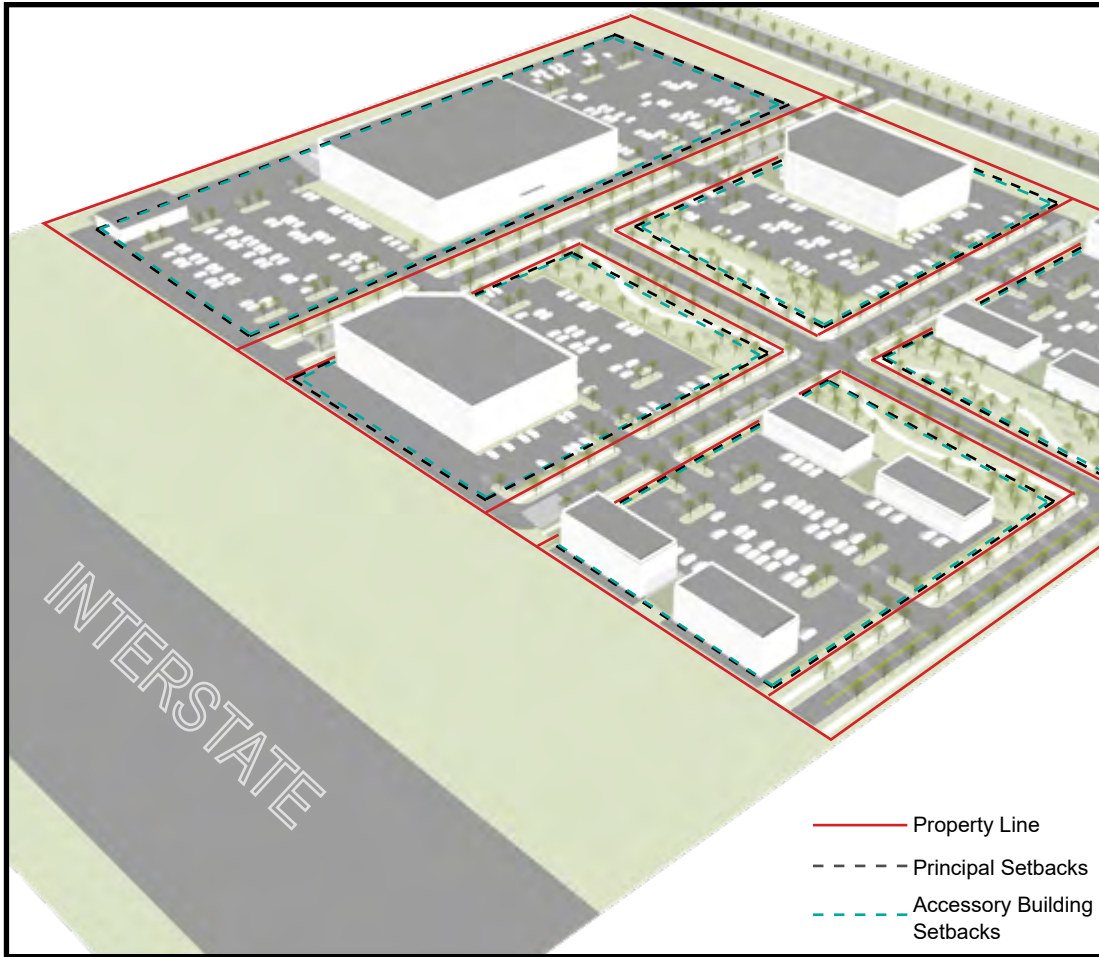 INTERSTATE
Property Line
Principal Setbacks
Accessory Building
Setbacks